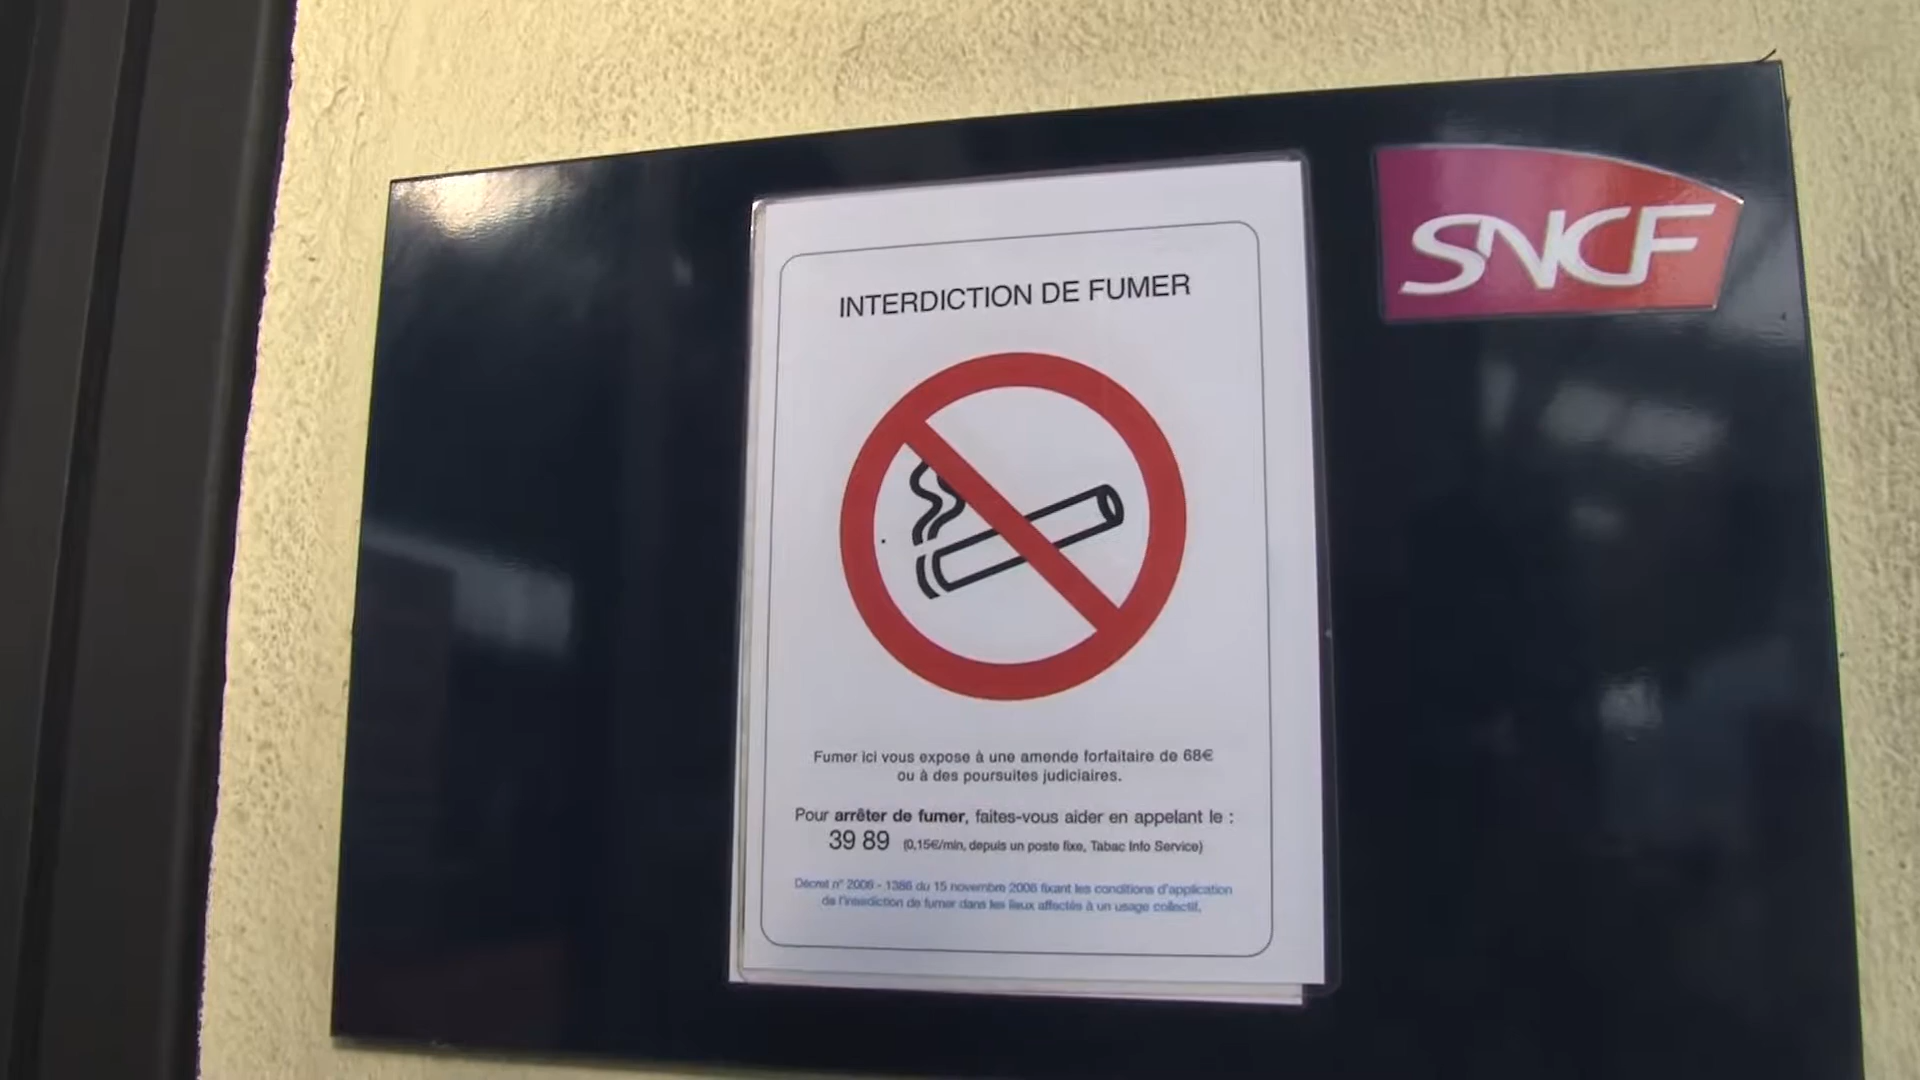 SNCF
INTERDICTION DE FUMER
Fumer ici vous expose à une amende forfaitaire de 68€
ou à des poursuites judiciaires.
Pour arrêter de fumer, faites-vous aider en appelant le :
39 89 (0,15€/min, depuis un poste fixe, Tabac Info Service)
Décret n° 2006 - 1386 du 15 novembre 2006 fixant les conditions d'application
de l'interdiction de fumer dans les lieux affectés à un usage collectif.